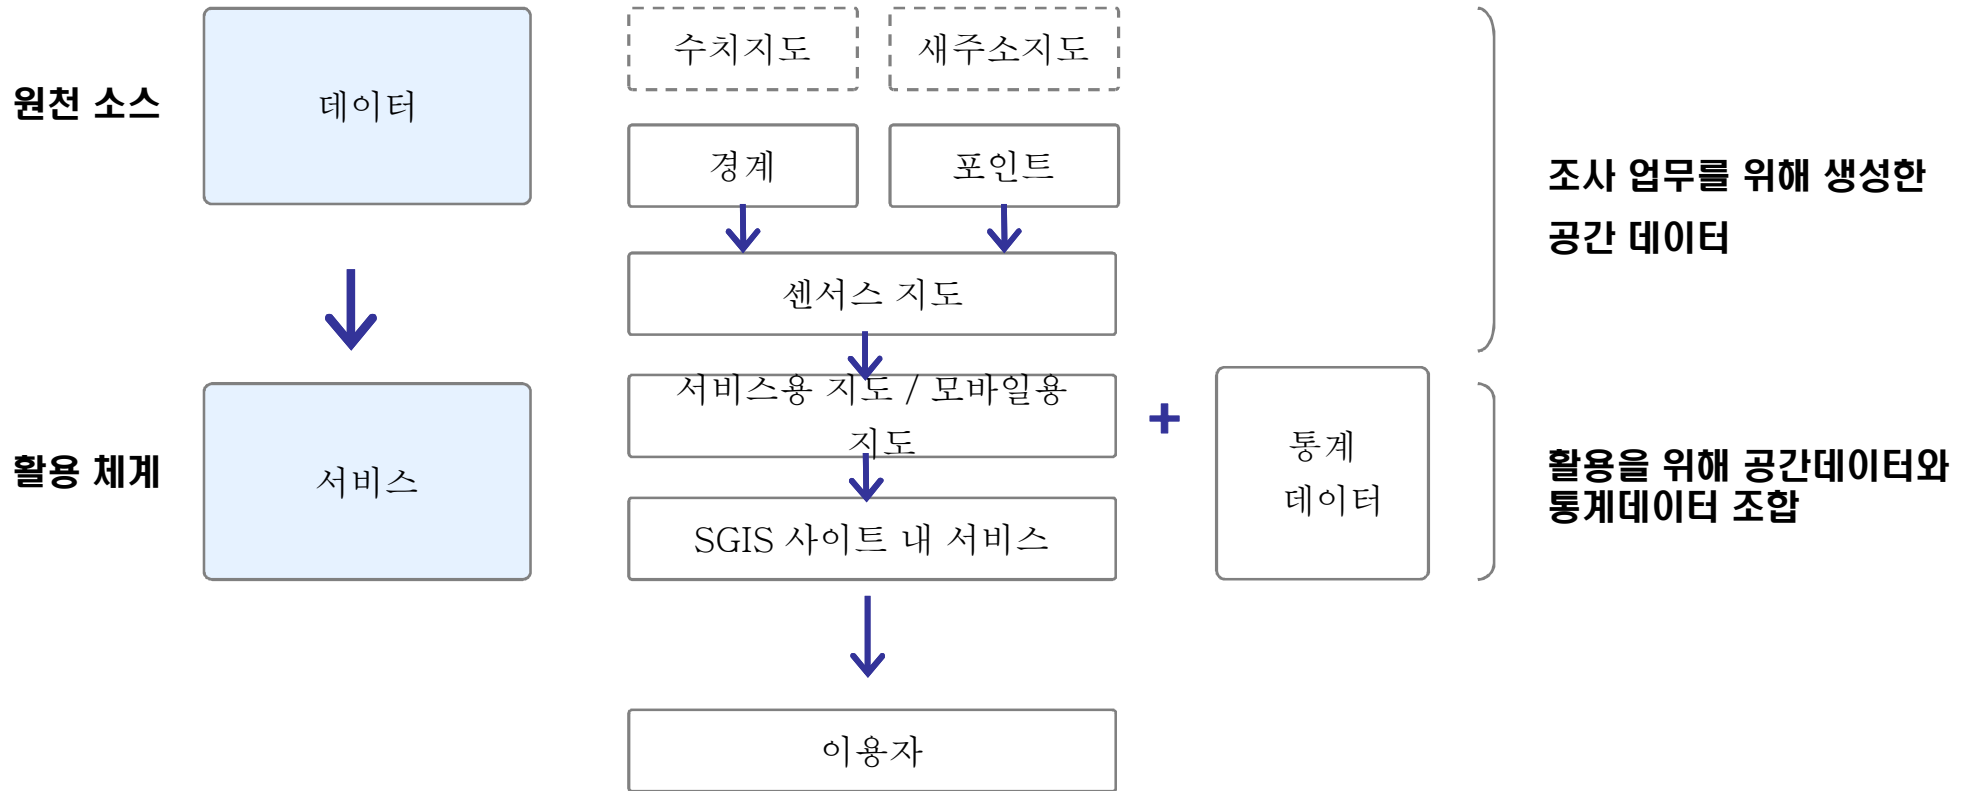 수치지도
새주소지도
원천 소스
데이터
경계
포인트
조사 업무를 위해 생성한
공간 데이터
센서스 지도
서비스용 지도 / 모바일용
지도
활용 체계
서비스
통계
데이터
활용을 위해 공간데이터와
통계데이터 조합
SGIS 사이트 내 서비스
이용자